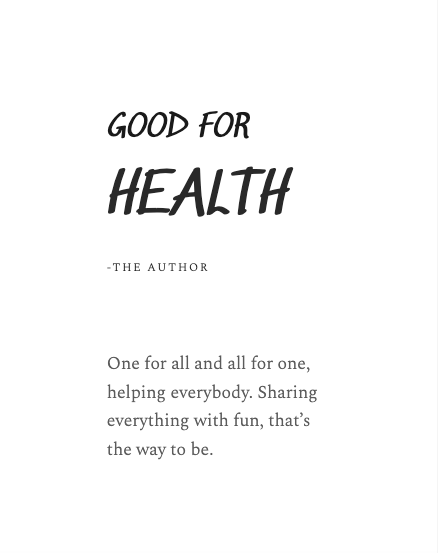 GOOD FOR
HEALTH
-THE AUTHOR
One for all and all for one,
helping everybody. Sharing
everything with fun, that’s
the way to be.